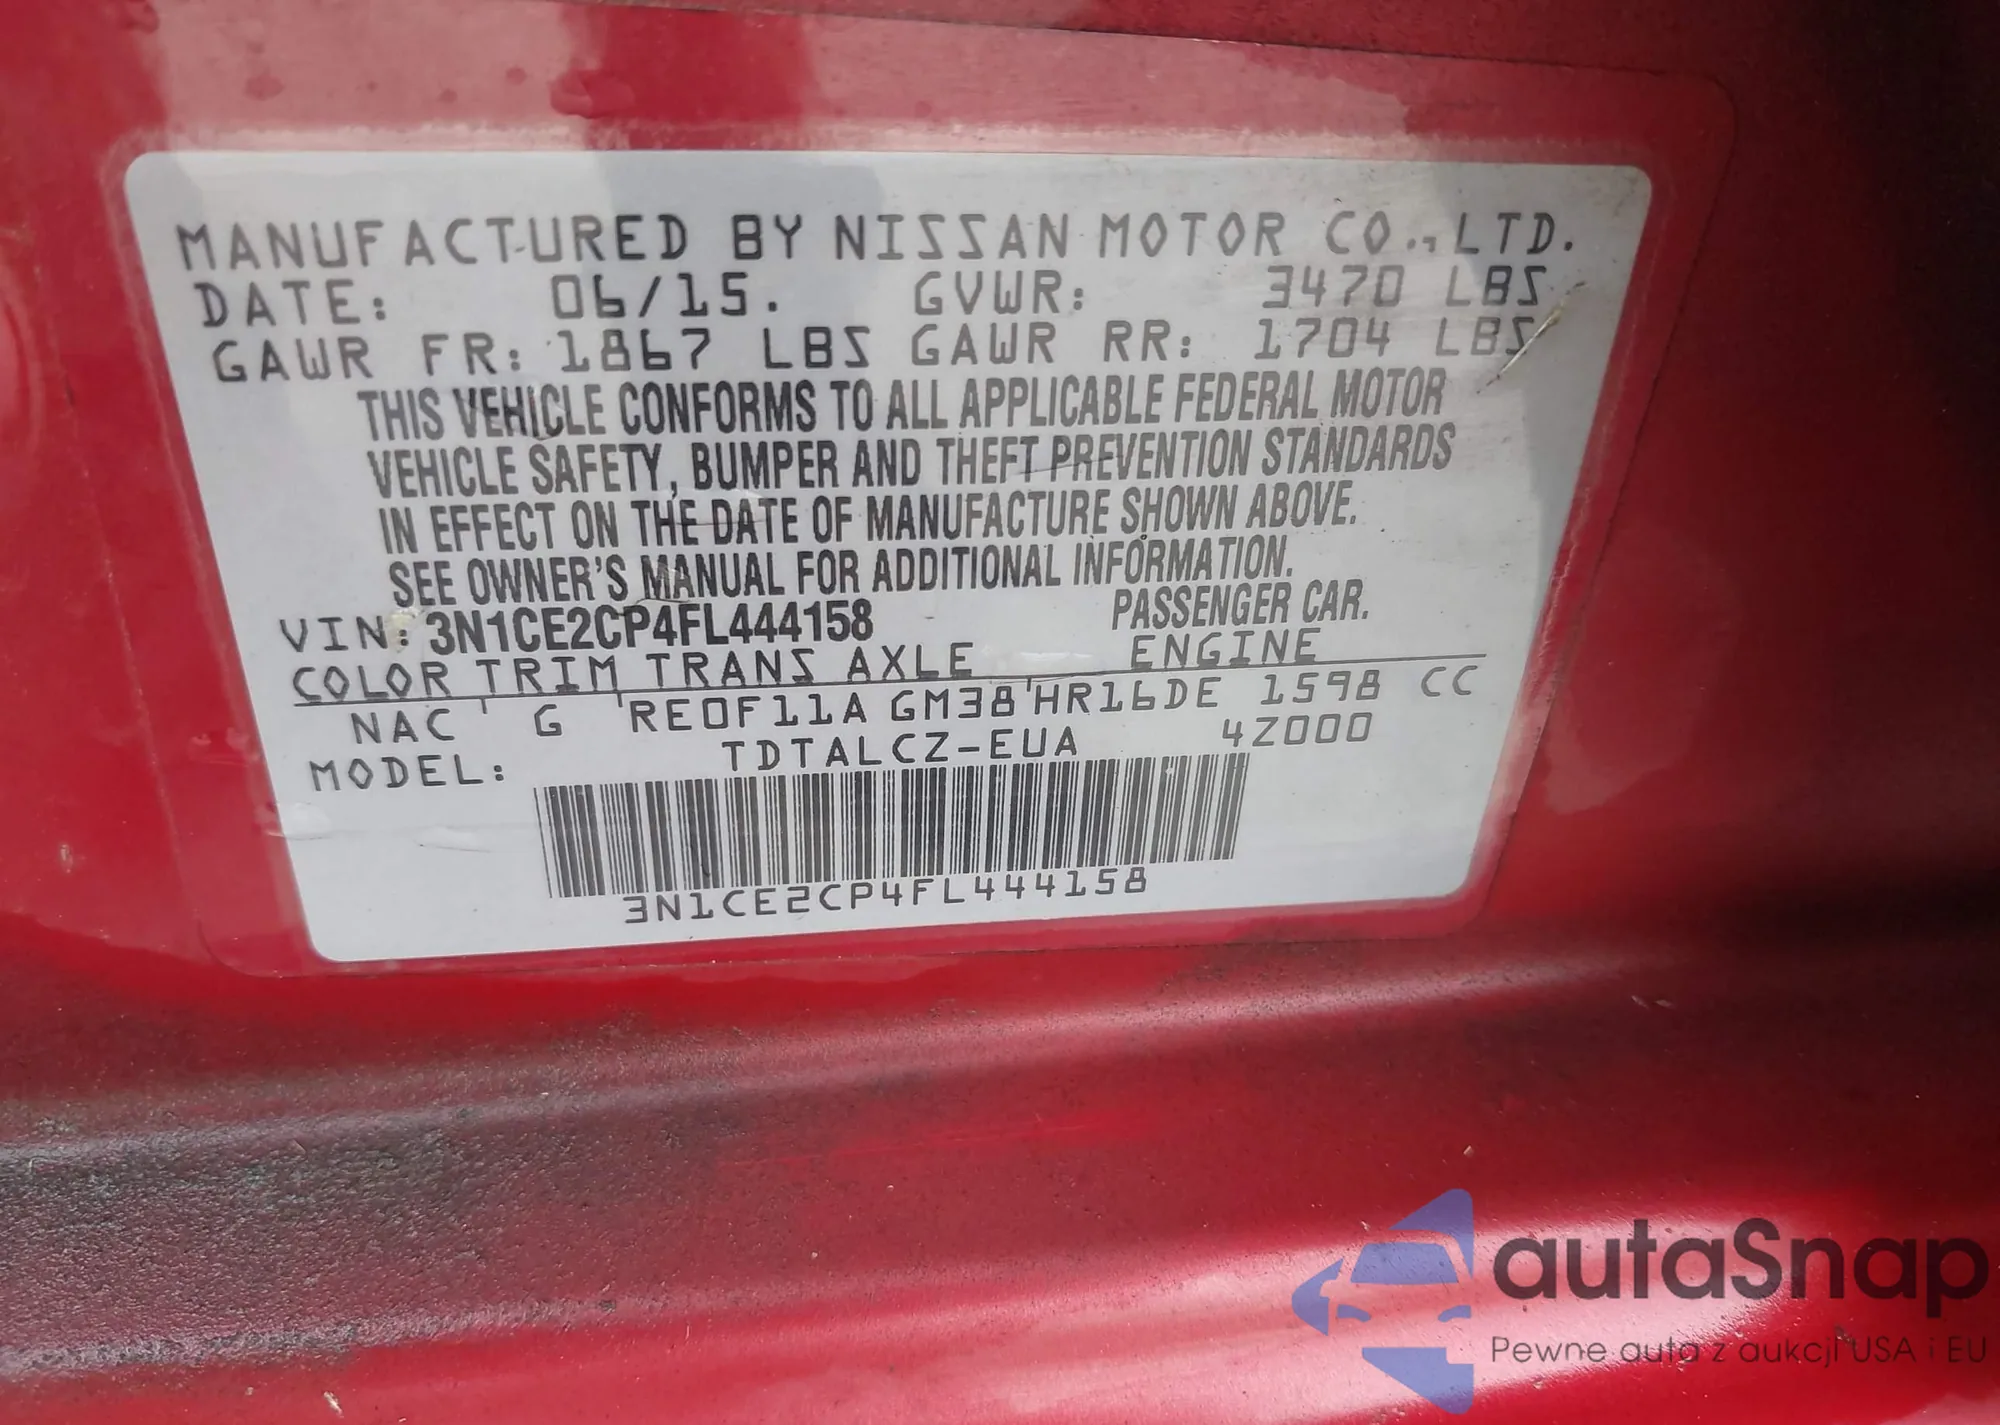 MANUFACTURED BY NISSAN MOTOR CO., LTD.
DATE: 06/15. GVWR: 3470 LBS
GAWR FR: 1867 LBS GAWR RR: 1704 LBS
THIS VEHICLE CONFORMS TO ALL APPLICABLE FEDERAL MOTOR
VEHICLE SAFETY, BUMPER AND THEFT PREVENTION STANDARDS
IN EFFECT ON THE DATE OF MANUFACTURE SHOWN ABOVE.
SEE OWNER'S MANUAL FOR ADDITIONAL INFORMATION.
VIN: 3N1CE2CP4FL444158 PASSENGER CAR.
COLOR TRIM TRANS AXLE ENGINE
NAC G RE0F11A GM38 HR16DE 1598 CC
MODEL: TDTALCZ-EUA 4Z000
3N1CE2CP4FL444158
autaSnap
Pewne auta z aukcji USA i EU